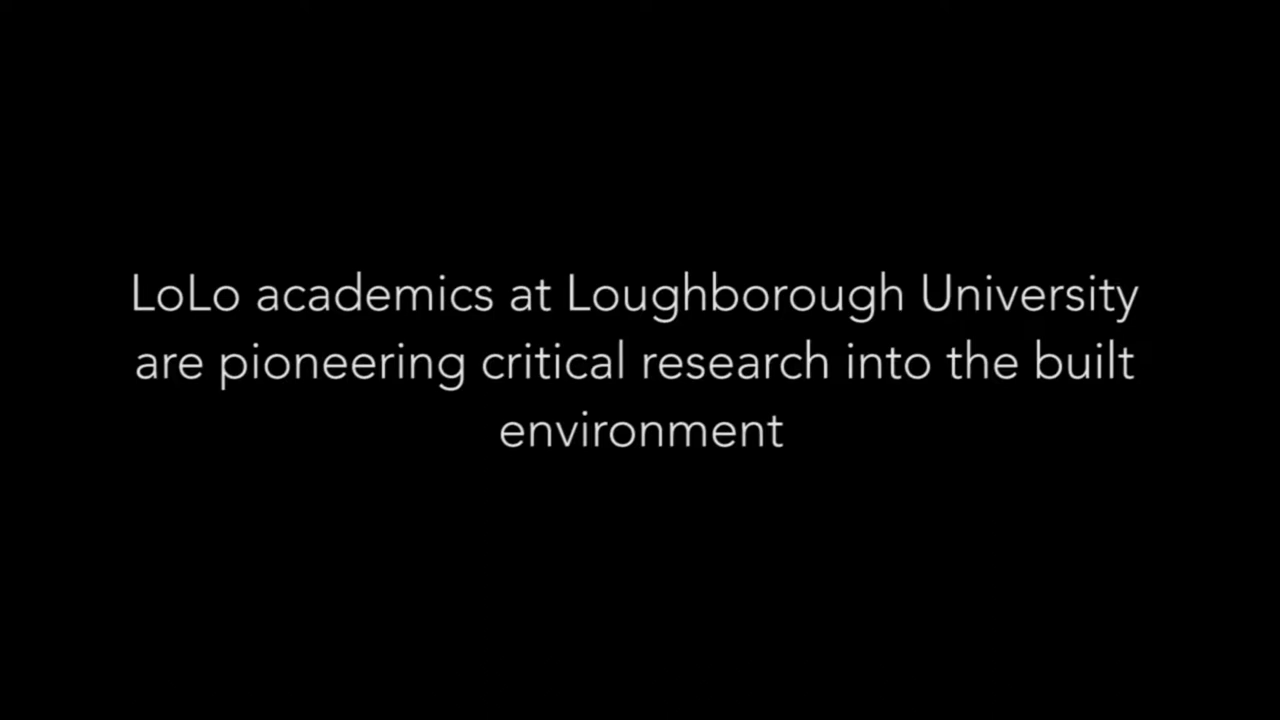 LoLo academics at Loughborough University
are pioneering critical research into the built
environment